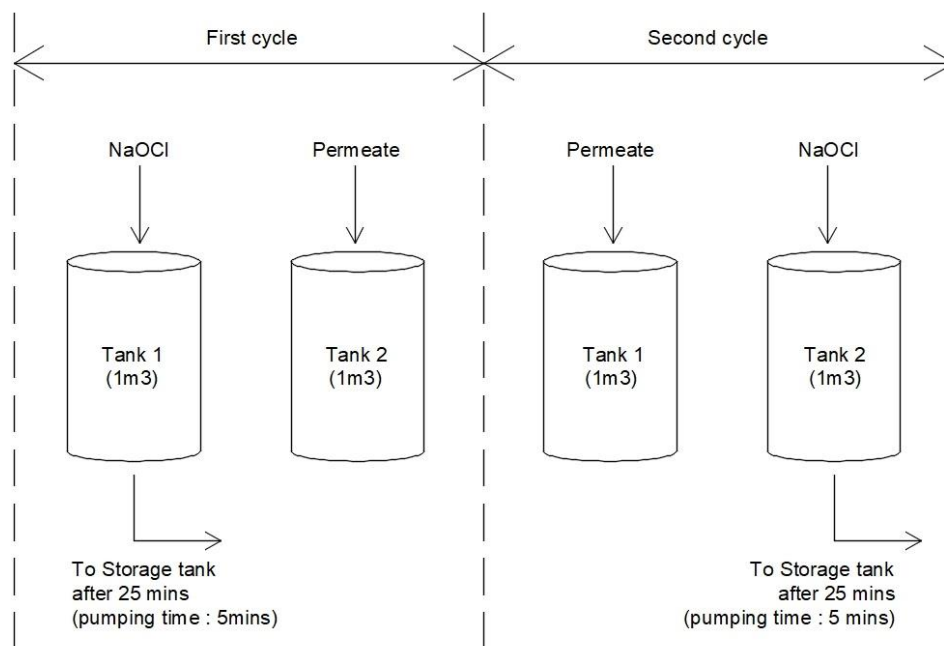 First cycle
Second cycle
NaOCl
Permeate
Permeate
NaOCl
Tank 1
(1m3)
Tank 2
(1m3)
Tank 1
(1m3)
Tank 2
(1m3)
To Storage tank
after 25 mins
(pumping time : 5mins)
To Storage tank
after 25 mins
(pumping time : 5 mins)